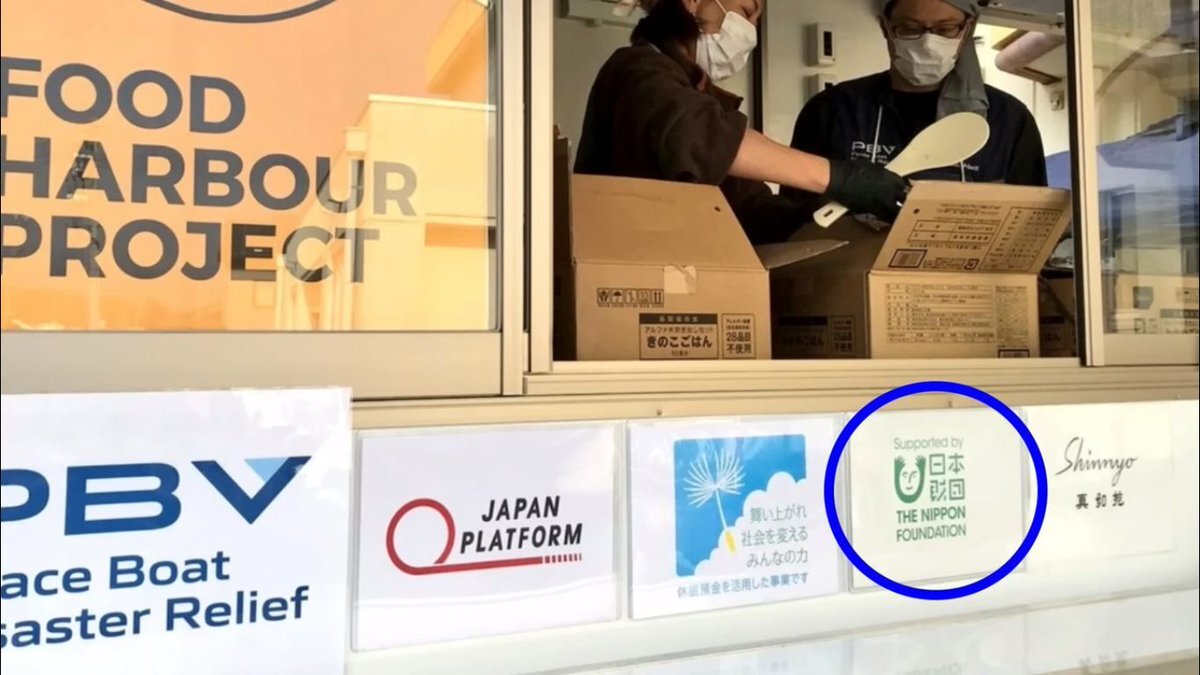 FOOD
HARBOUR
PROJECT
PBV
アルファ米炊き出しセット
きのこごはん
28品目
不使用
PBV
ace Boat
saster Relief
JAPAN
PLATFORM
舞い上がれ
社会を変える
みんなの力
休眠預金を活用した事業です
Supported by
日本
財団
THE NIPPON
FOUNDATION
Shinnyo
真如苑